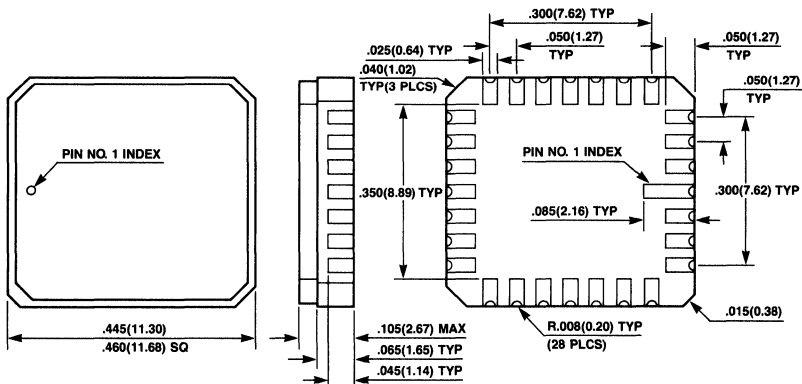 .300(7.62) TYP
.050(1.27)
TYP
.050(1.27)
TYP
.025(0.64) TYP
.040(1.02)
TYP(3 PLCS)
.050(1.27)
TYP
PIN NO. 1 INDEX
PIN NO. 1 INDEX
.350(8.89) TYP
.300(7.62) TYP
.085(2.16) TYP
.445(11.30)
.460(11.68) SQ
.105(2.67) MAX
.065(1.65) TYP
.045(1.14) TYP
R.008(0.20) TYP
(28 PLCS)
.015(0.38)